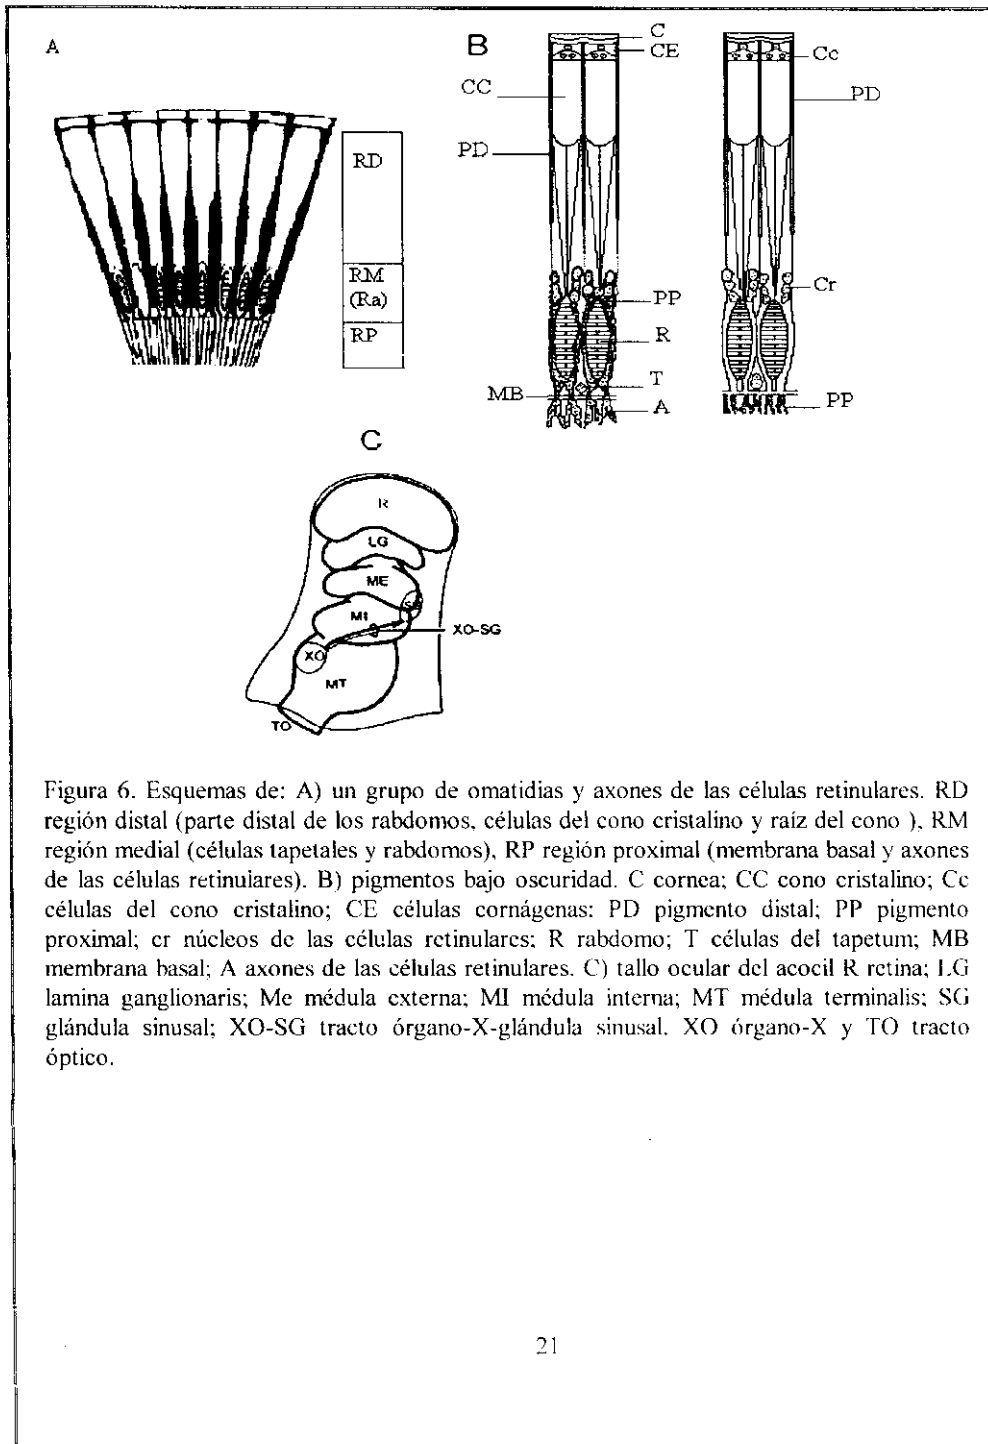 A
RD
RM
(Ra)
RP
B
C
CE
CC
PD
PP
R
T
MB
A
Cc
PD
Cr
PP
C
R
LG
ME
SG
MI
XO-SG
XO
MT
TO
Figura 6. Esquemas de: A) un grupo de omatidias y axones de las células retinulares. RD
región distal (parte distal de los rabdomos, células del cono cristalino y raíz del cono ), RM
región medial (células tapetales y rabdomos), RP región proximal (membrana basal y axones
de las células retinulares). B) pigmentos bajo oscuridad. C cornea; CC cono cristalino; Cc
células del cono cristalino; CE células cornágenas: PD pigmento distal; PP pigmento
proximal; cr núcleos de las células retinulares; R rabdomo; T células del tapetum; MB
membrana basal; A axones de las células retinulares. C) tallo ocular del acocil R retina; LG
lamina ganglionaris; Me médula externa; MI médula interna; MT médula terminalis; SG
glándula sinusal; XO-SG tracto órgano-X-glándula sinusal. XO órgano-X y TO tracto
óptico.
21